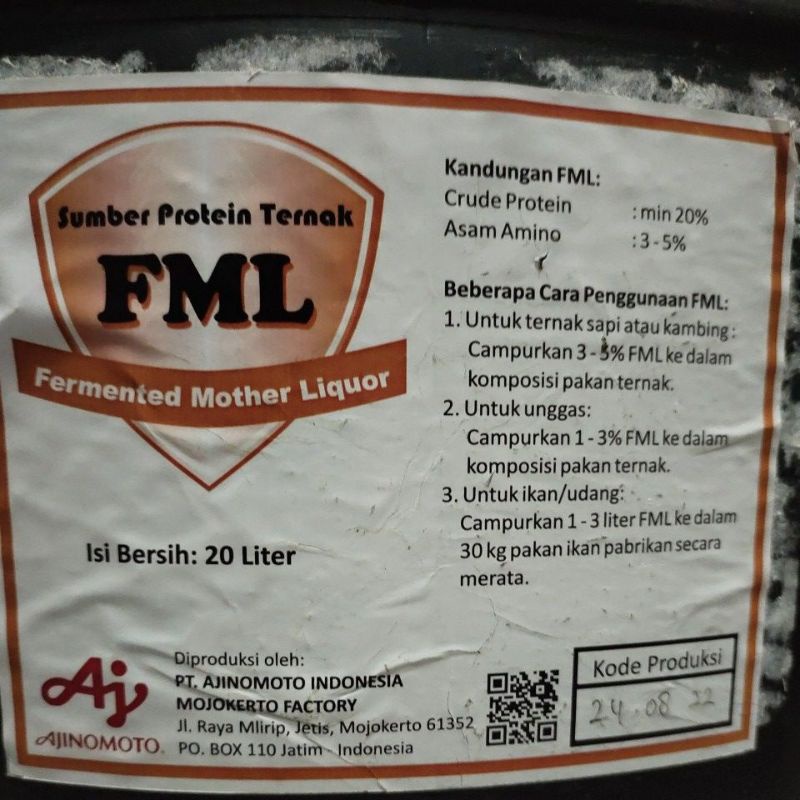 Sumber Protein Ternak
FML
Fermented Mother Liquor
Isi Bersih: 20 Liter
Kandungan FML:
Crude Protein : min 20%
Asam Amino : 3 - 5%
Beberapa Cara Penggunaan FML:
1. Untuk ternak sapi atau kambing :
Campurkan 3 - 5% FML ke dalam
komposisi pakan ternak.
2. Untuk unggas:
Campurkan 1 - 3% FML ke dalam
komposisi pakan ternak.
3. Untuk ikan/udang:
Campurkan 1 - 3 liter FML ke dalam
30 kg pakan ikan pabrikan secara
merata.
Aj
AJINOMOTO
Diproduksi oleh:
PT. AJINOMOTO INDONESIA
MOJOKERTO FACTORY
Jl. Raya Mlirip, Jetis, Mojokerto 61352
PO. BOX 110 Jatim - Indonesia
Kode Produksi
24 08 22